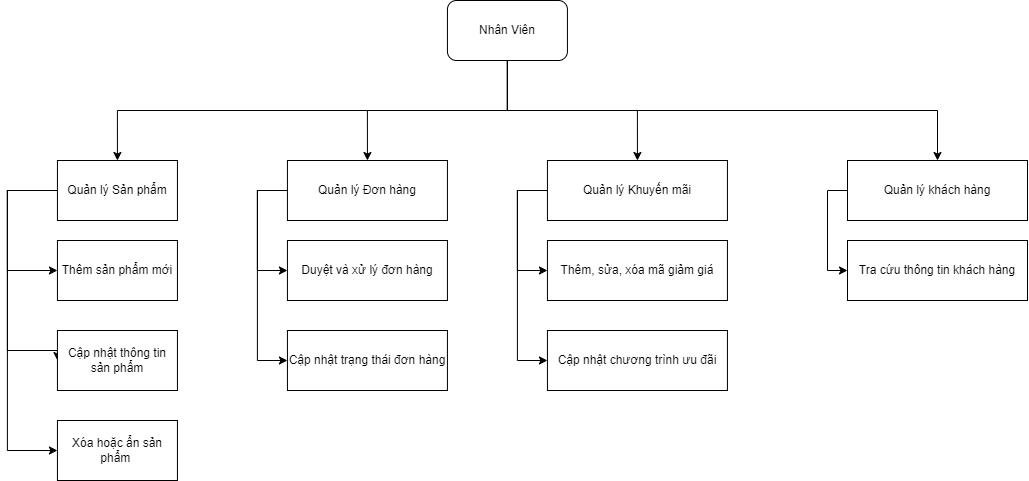 Nhân Viên
Quản lý Sản phẩm
Quản lý Đơn hàng
Quản lý Khuyến mãi
Quản lý khách hàng
Thêm sản phẩm mới
Duyệt và xử lý đơn hàng
Thêm, sửa, xóa mã giảm giá
Tra cứu thông tin khách hàng
Cập nhật thông tin
sản phẩm
Cập nhật trạng thái đơn hàng
Cập nhật chương trình ưu đãi
Xóa hoặc ẩn sản
phẩm